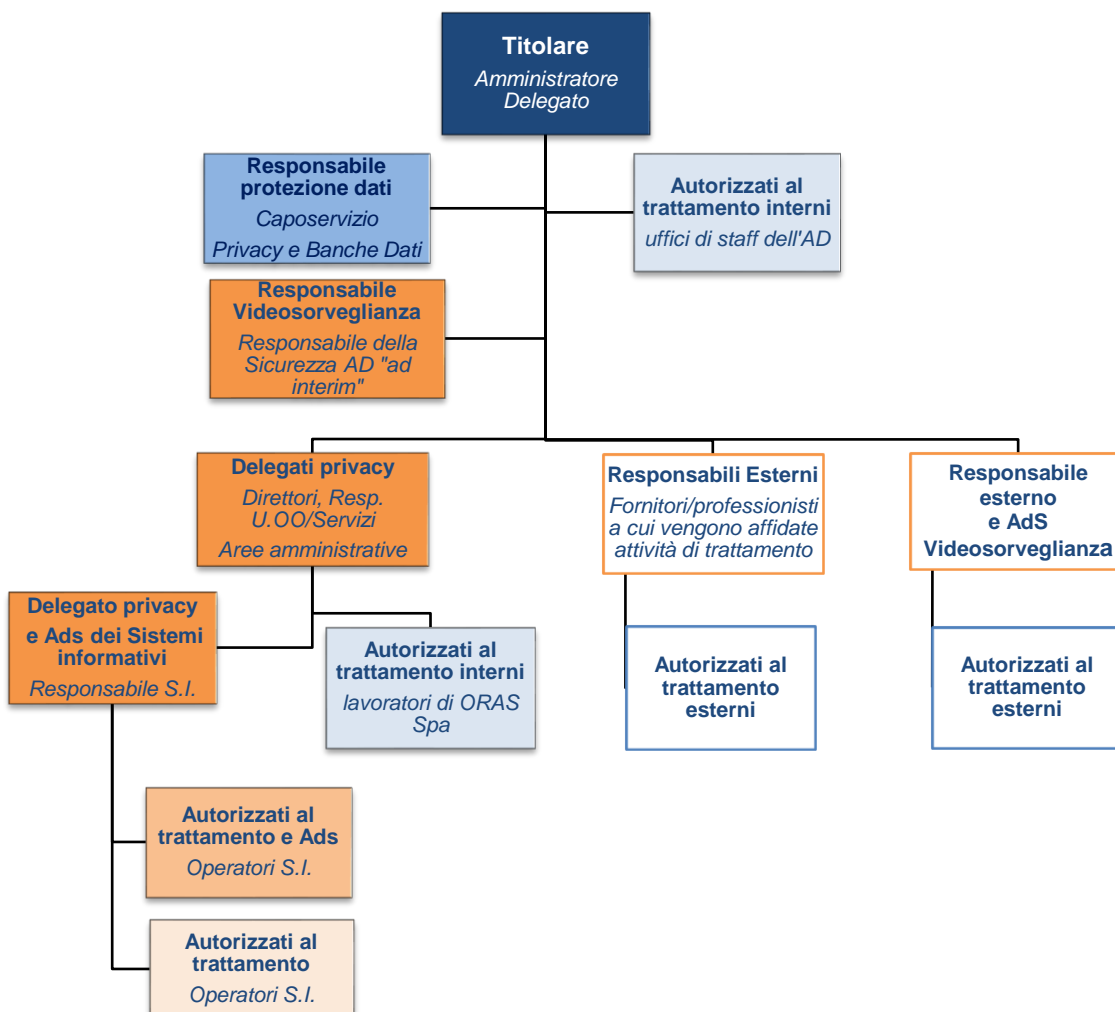 Titolare
Amministratore
Delegato
Responsabile
protezione dati
Caposervizio
Privacy e Banche Dati
Autorizzati al
trattamento interni
uffici di staff dell'AD
Responsabile
Videosorveglianza
Responsabile della
Sicurezza AD "ad
interim"
Delegati privacy
Direttori, Resp.
U.OO/Servizi
Aree amministrative
Responsabili Esterni
Fornitori/professionisti
a cui vengono affidate
attività di trattamento
Responsabile
esterno
e AdS
Videosorveglianza
Delegato privacy
e Ads dei Sistemi
informativi
Responsabile S.I.
Autorizzati al
trattamento interni
lavoratori di ORAS
Spa
Autorizzati al
trattamento
esterni
Autorizzati al
trattamento
esterni
Autorizzati al
trattamento e Ads
Operatori S.I.
Autorizzati al
trattamento
Operatori S.I.